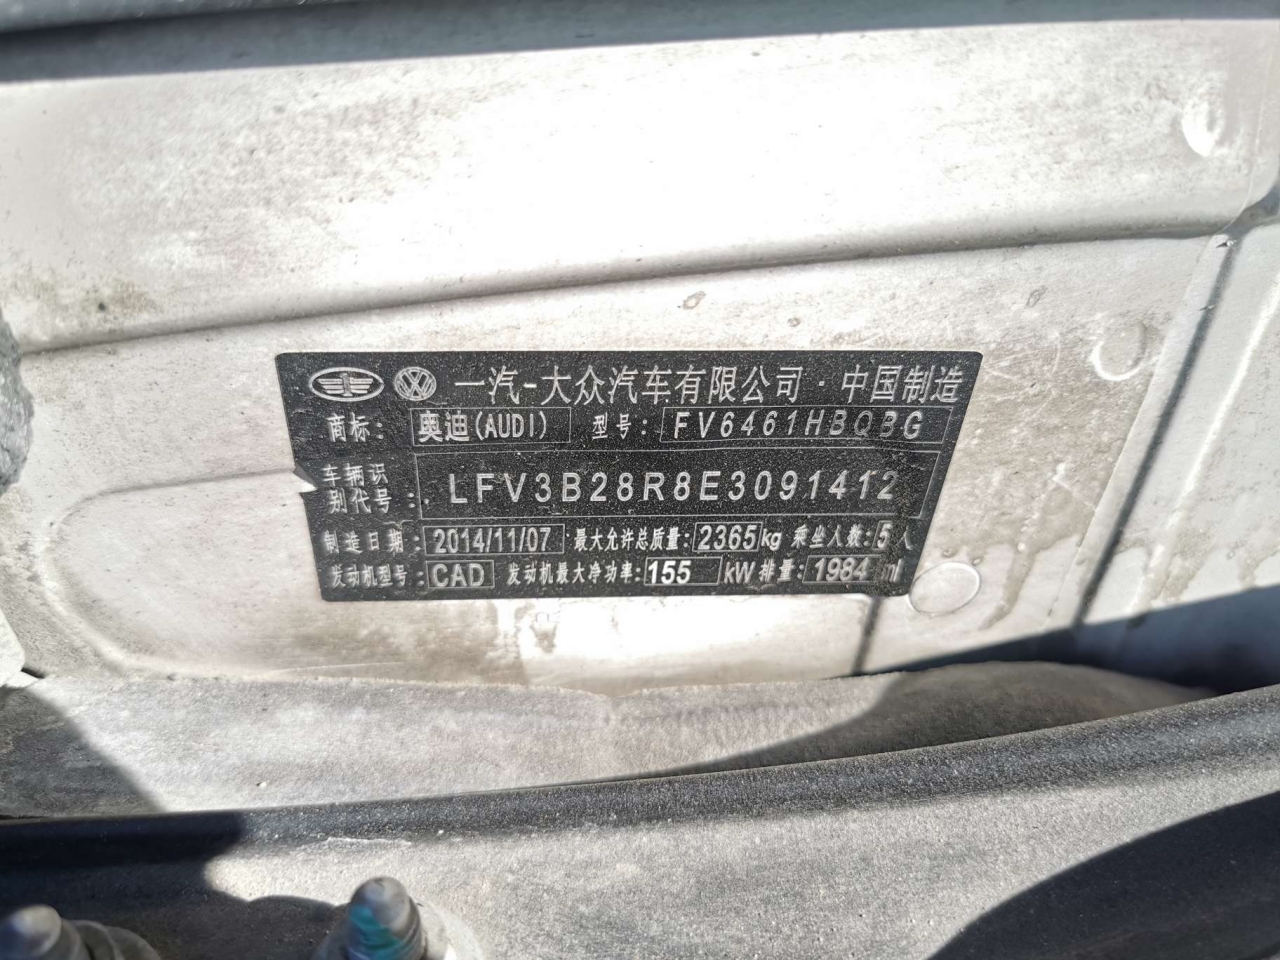 一汽-大众汽车有限公司·中国制造
商标: 奥迪(AUDI) 型号: FV6461HBQBG
车辆识别代号: LFV3B28R8E3091412
制造日期: 2014/11/07 最大允许总质量: 2365kg 乘坐人数: 5人
发动机型号: CAD 发动机最大净功率: 155 kW 排量: 1984 ml